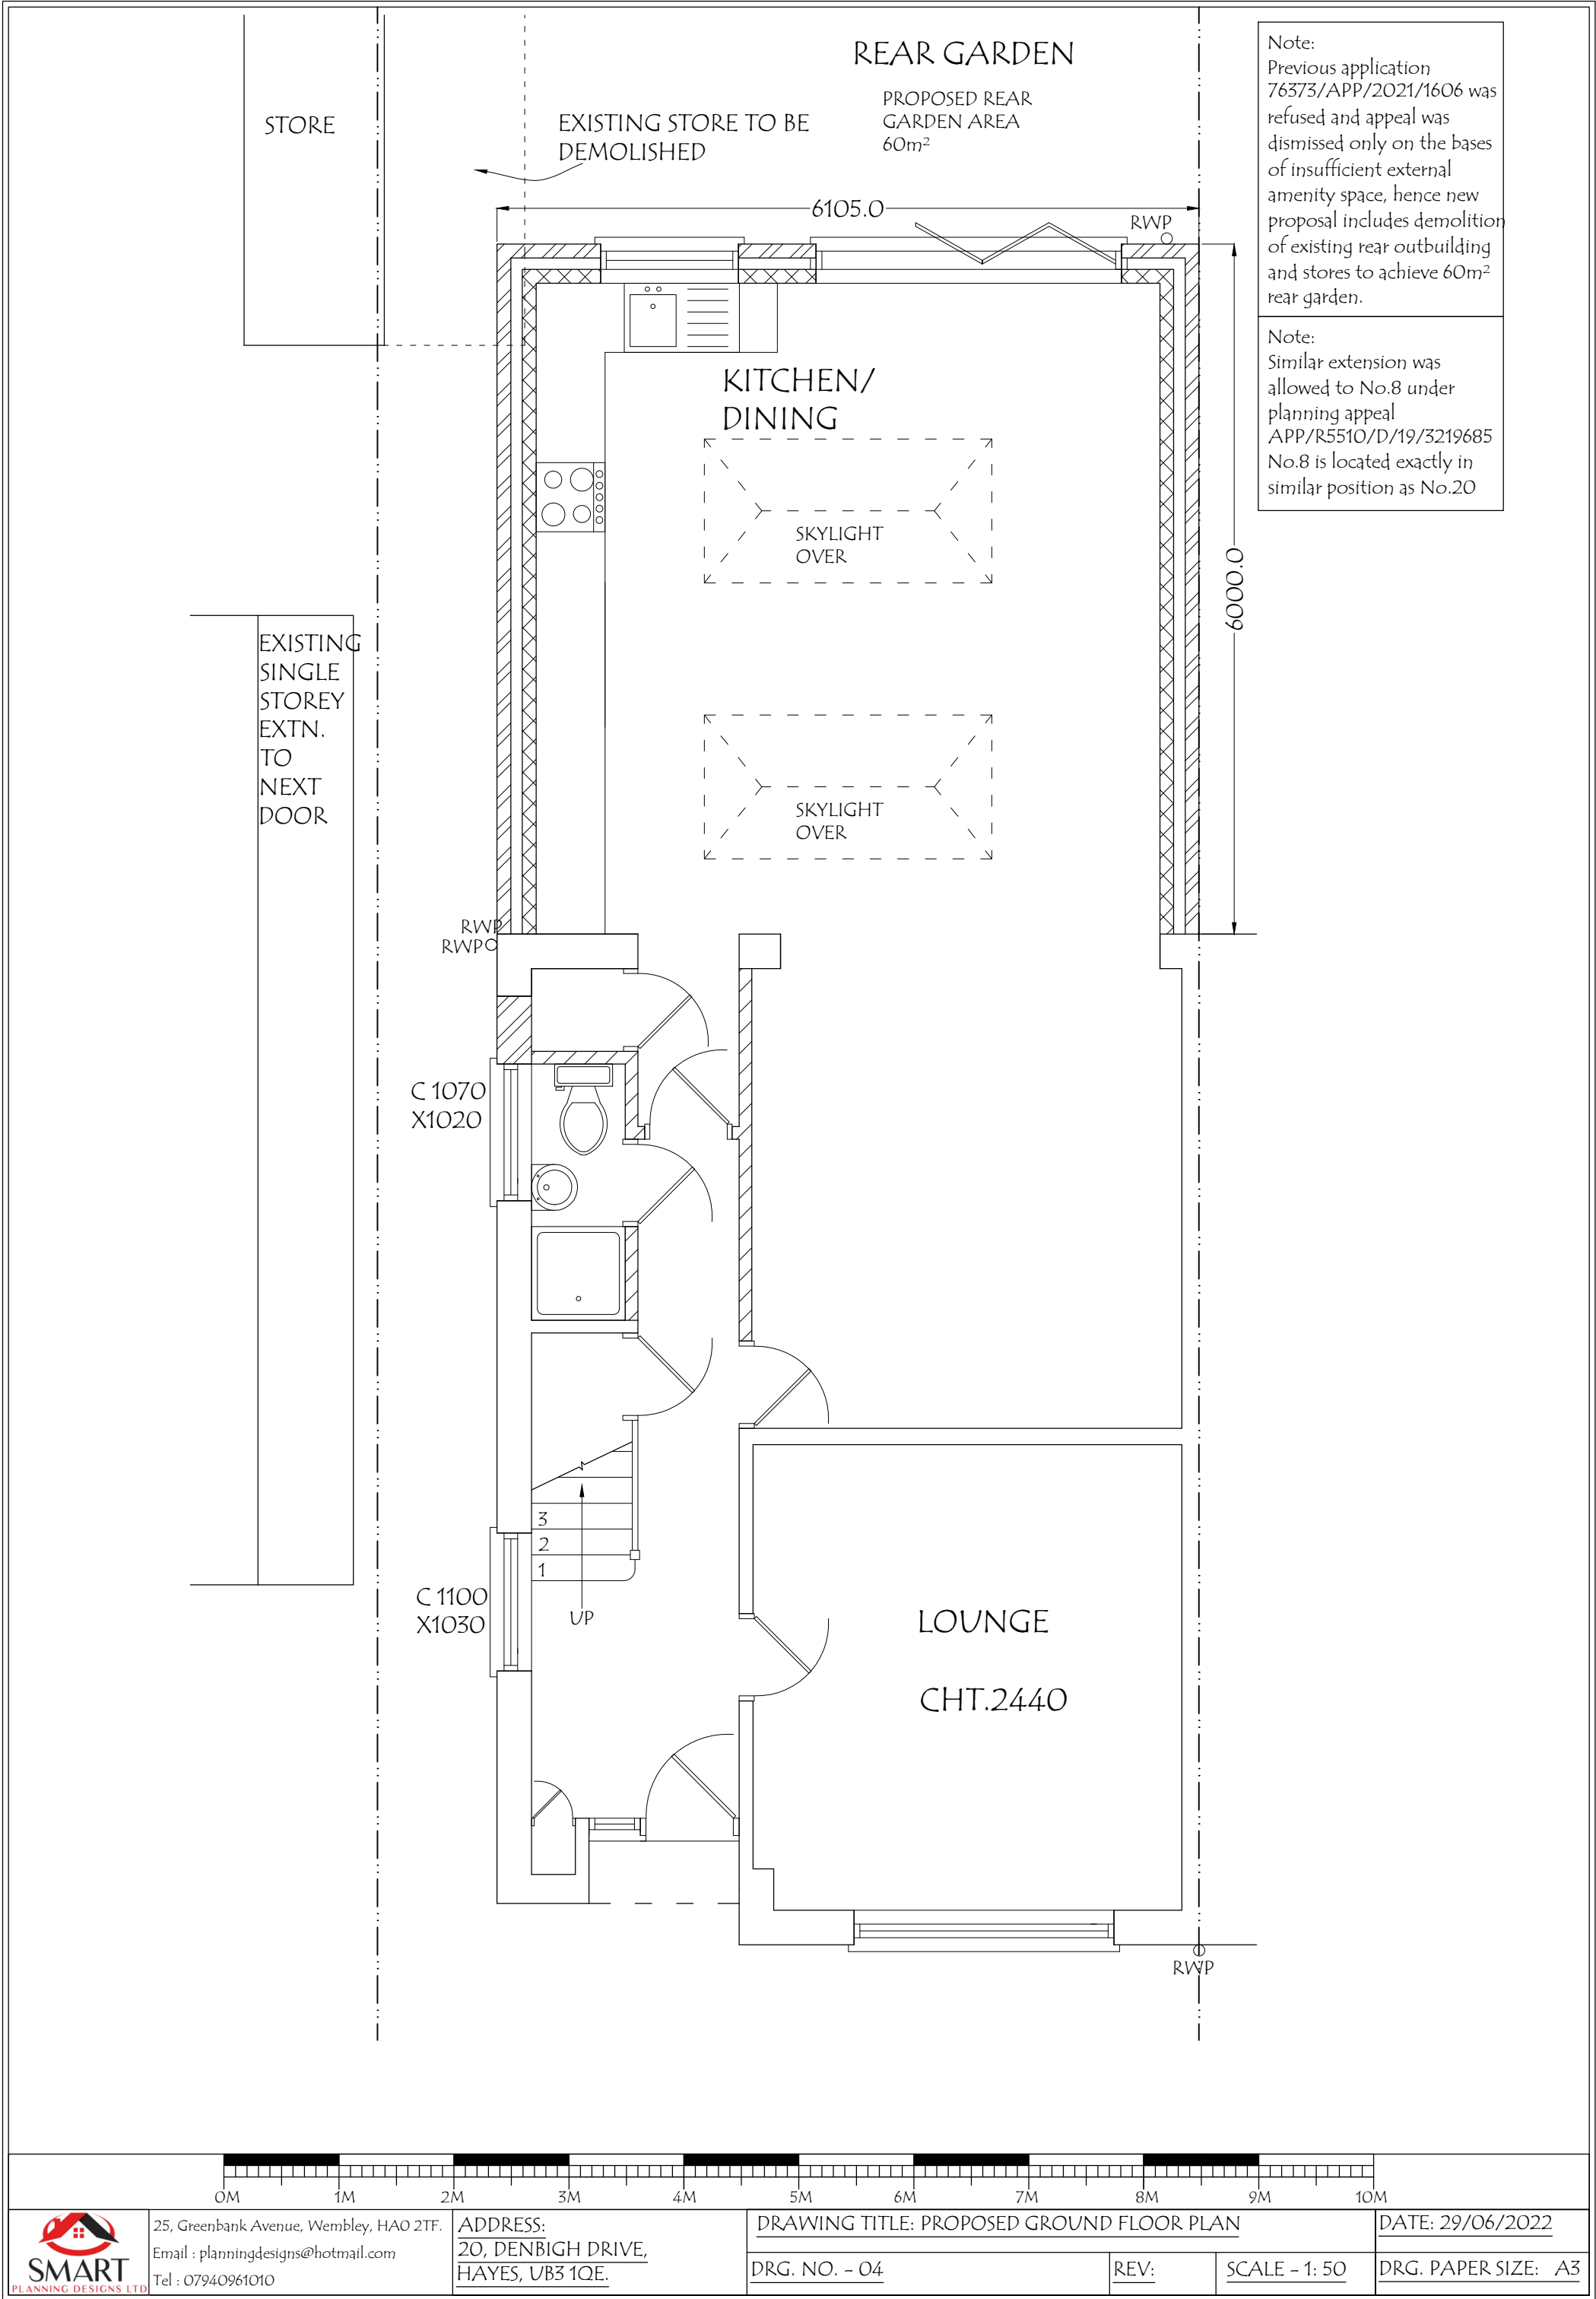 REAR GARDEN
PROPOSED REAR
GARDEN AREA
60m²
STORE
EXISTING STORE TO BE
DEMOLISHED
6105.0
RWP
Note:
Previous application
76373/APP/2021/1606 was
refused and appeal was
dismissed only on the bases
of insufficient external
amenity space, hence new
proposal includes demolition
of existing rear outbuilding
and stores to achieve 60m²
rear garden.
Note:
Similar extension was
allowed to No.8 under
planning appeal
APP/R5510/D/19/3219685
No.8 is located exactly in
similar position as No.20
KITCHEN/
DINING
SKYLIGHT
OVER
6000.0
EXISTING
SINGLE
STOREY
EXTN.
TO
NEXT
DOOR
SKYLIGHT
OVER
RWP
RWP
C 1070
X1020
3
2
1
UP
C 1100
X1030
LOUNGE
CHT.2440
RWP
0M 1M 2M 3M 4M 5M 6M 7M 8M 9M 10M
SMART
PLANNING DESIGNS LTD
25, Greenbank Avenue, Wembley, HA0 2TF.
Email : planningdesigns@hotmail.com
Tel : 07940961010
ADDRESS:
20, DENBIGH DRIVE,
HAYES, UB3 1QE.
DRAWING TITLE: PROPOSED GROUND FLOOR PLAN
DATE: 29/06/2022
DRG. NO. - 04
REV:
SCALE - 1: 50
DRG. PAPER SIZE: A3